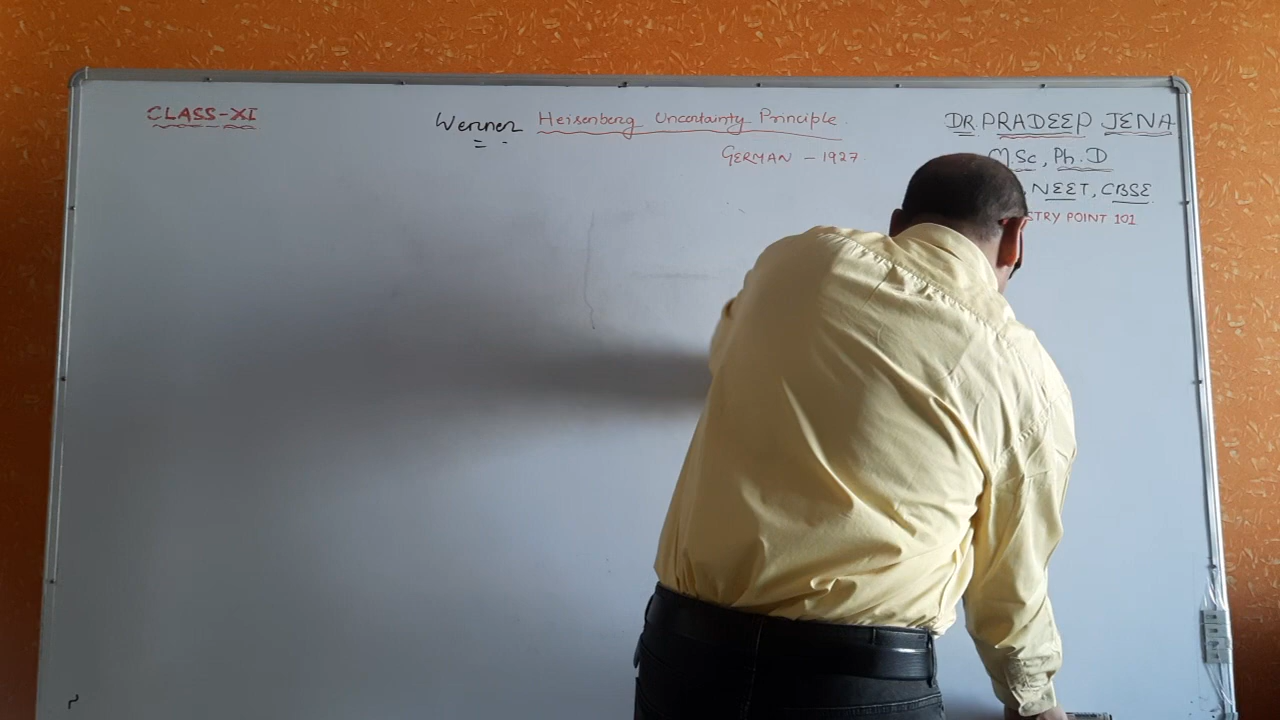 CLASS-XI
Werner Heisenberg Uncertainty Principle
GERMAN - 1927
DR PRADEEP JENA
M.Sc, Ph.D
, NEET, CBSE
STRY POINT 101